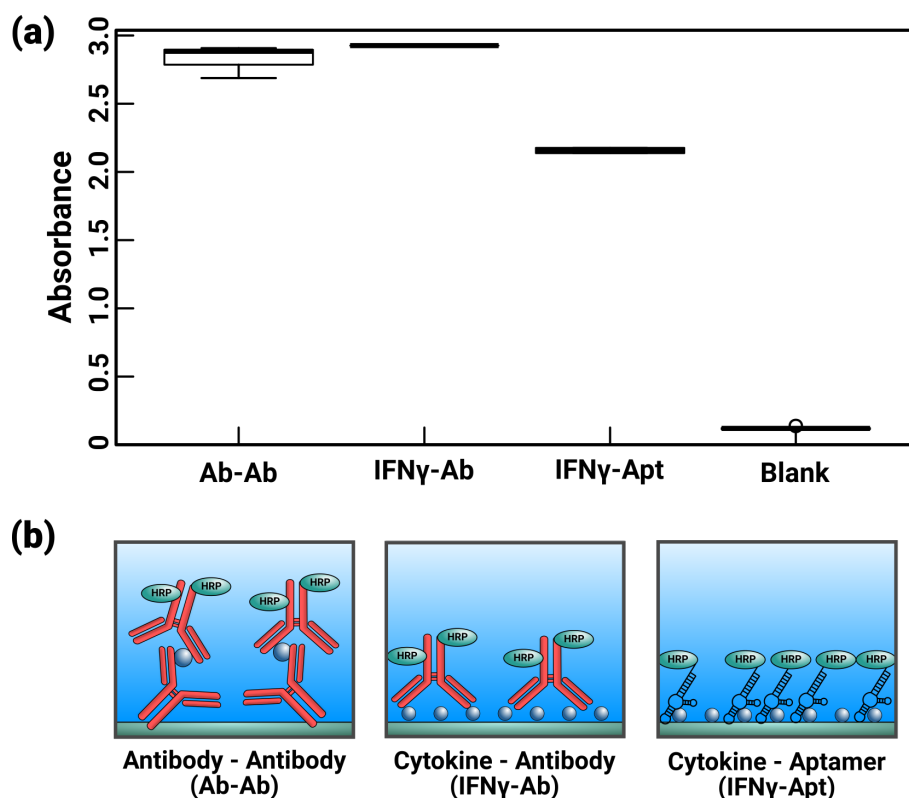 (a)
Absorbance
3.0
2.5
2.0
1.5
1.0
0.5
0
Ab-Ab
IFNγ-Ab
IFNγ-Apt
Blank
(b)
HRP
HRP
HRP
HRP
HRP
HRP
HRP
HRP
HRP
HRP
HRP
HRP
HRP
Antibody - Antibody
(Ab-Ab)
Cytokine - Antibody
(IFNγ-Ab)
Cytokine - Aptamer
(IFNγ-Apt)